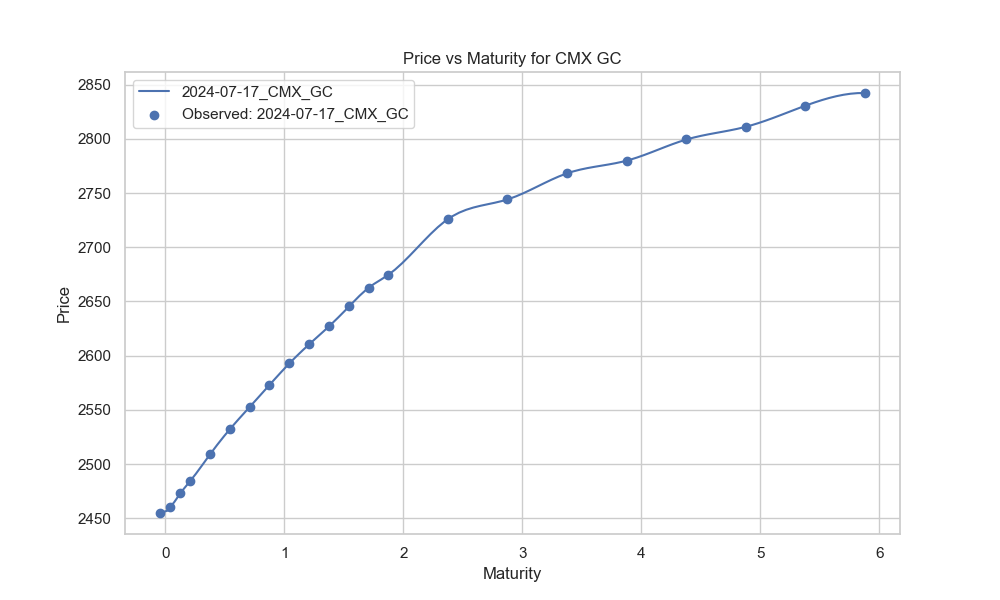 Price vs Maturity for CMX GC
2024-07-17_CMX_GC
Observed: 2024-07-17_CMX_GC
Price
2850
2800
2750
2700
2650
2600
2550
2500
2450
0 1 2 3 4 5 6
Maturity